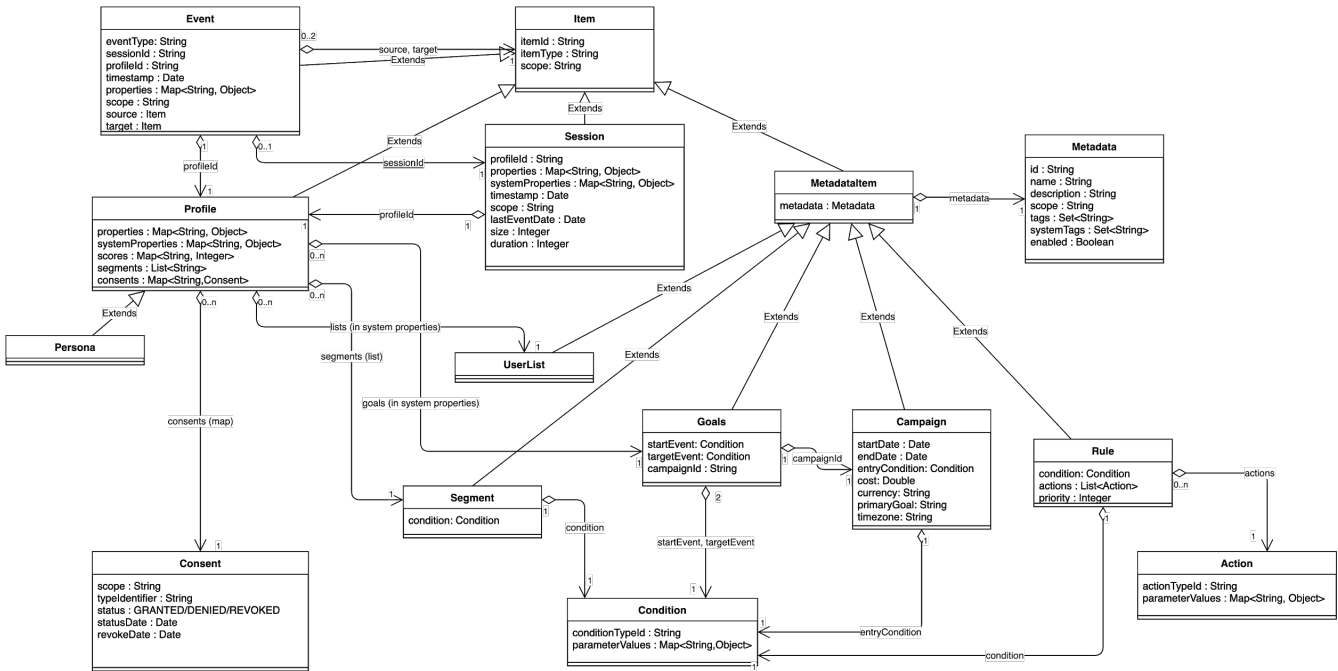 Event
eventType: String
sessionId : String
profileId : String
timestamp : Date
properties : Map<String, Object>
scope : String
source : Item
target : Item
0..2
source, target
Extends
1
Item
itemId : String
itemType : String
scope: String
Extends
Extends
Extends
1
profileId
1
0..1
sessionId
1
Session
profileId : String
properties : Map<String, Object>
systemProperties : Map<String, Object>
timestamp : Date
scope : String
lastEventDate : Date
size : Integer
duration : Integer
MetadataItem
metadata : Metadata
1
metadata
1
Metadata
id : String
name : String
description : String
scope : String
tags : Set<String>
systemTags : Set<String>
enabled : Boolean
Profile
properties : Map<String, Object>
systemProperties : Map<String, Object>
scores : Map<String, Integer>
segments : List<String>
consents : Map<String,Consent>
1
profileId
1
0..n
0..n
0..n
0..n
Extends
Persona
lists (in system properties)
1
segments (list)
goals (in system properties)
consents (map)
UserList
Extends
Extends
Extends
Extends
Extends
Goals
startEvent: Condition
targetEvent: Condition
campaignId : String
1
1
campaignId
1
2
Campaign
startDate : Date
endDate : Date
entryCondition: Condition
cost: Double
currency: String
primaryGoal: String
timezone: String
1
Rule
condition: Condition
actions : List<Action>
priority : Integer
0..n
actions
1
1
Segment
condition: Condition
1
1
condition
1
startEvent, targetEvent
1
Consent
scope : String
typeIdentifier : String
status : GRANTED/DENIED/REVOKED
statusDate : Date
revokeDate : Date
1
Condition
conditionTypeId : String
parameterValues : Map<String,Object>
1
entryCondition
1
condition
Action
actionTypeId : String
parameterValues : Map<String, Object>